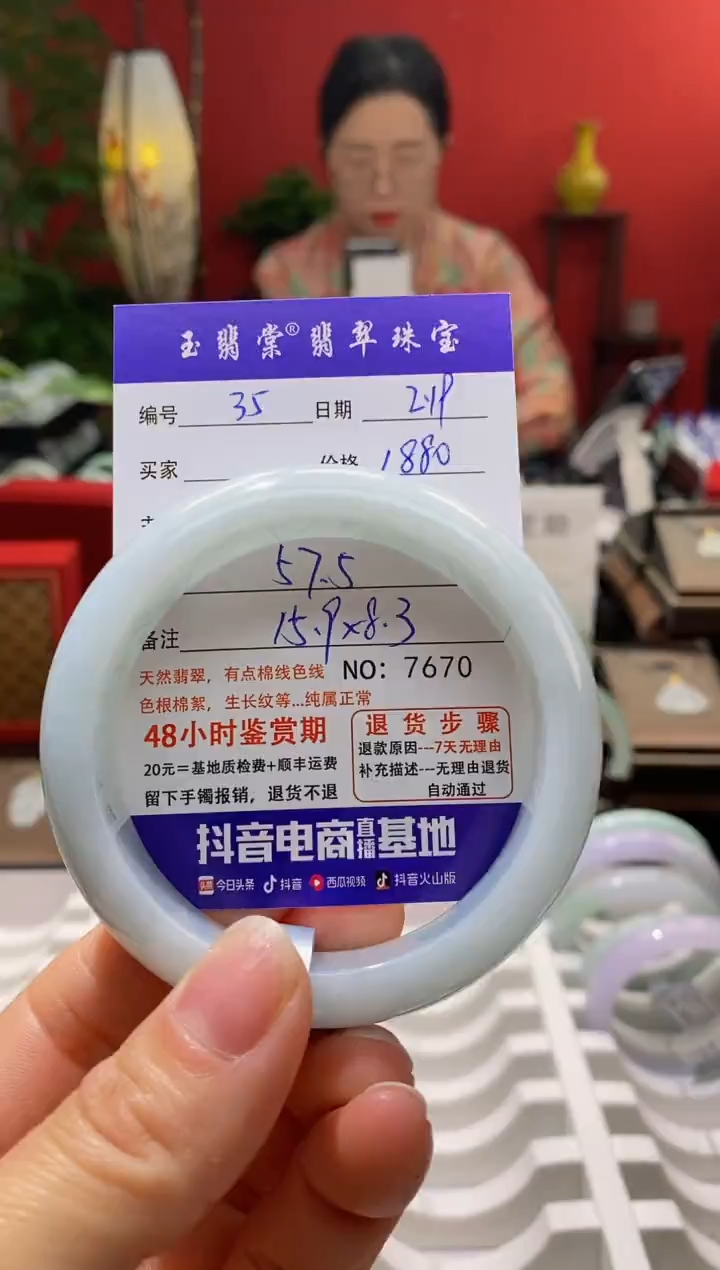 玉翡棠®翡翠珠宝
编号 35 日期 2.19
买家 价格 1880
57.5
备注 15.9×8.3
天然翡翠，有点棉线色线 NO: 7670
色根棉絮，生长纹等...纯属正常
48小时鉴赏期
20元=基地质检费+顺丰运费
留下手镯报销，退货不退
退货步骤
退款原因---7天无理由
补充描述---无理由退货
自动通过
抖音电商直播基地
头条 今日头条 抖音 西瓜视频 抖音火山版